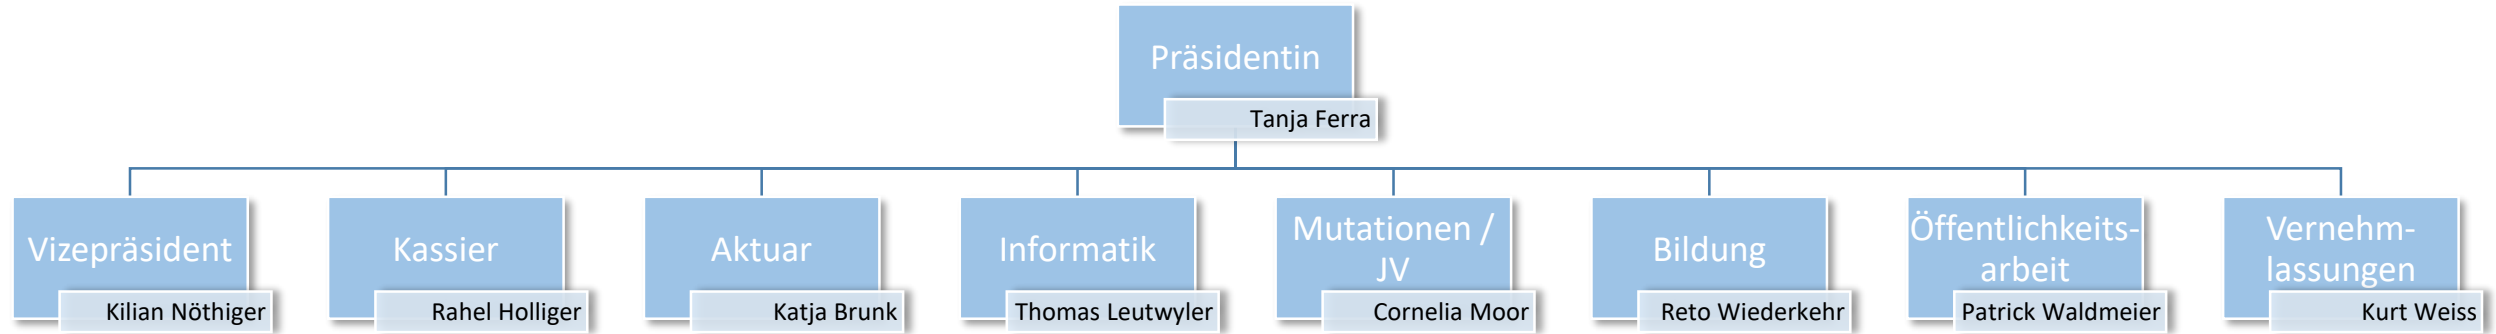 Präsidentin
Tanja Ferra
Vizepräsident
Kilian Nöthiger
Kassier
Rahel Holliger
Aktuar
Katja Brunk
Informatik
Thomas Leutwyler
Mutationen /
JV
Cornelia Moor
Bildung
Reto Wiederkehr
Öffentlichkeits-
arbeit
Patrick Waldmeier
Vernehm-
lassungen
Kurt Weiss